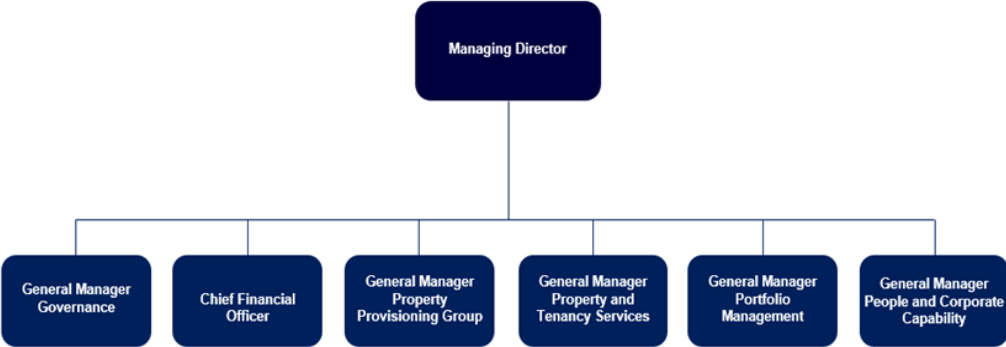 Managing Director
General Manager
Governance
Chief Financial
Officer
General Manager
Property
Provisioning Group
General Manager
Property and
Tenancy Services
General Manager
Portfolio
Management
General Manager
People and Corporate
Capability